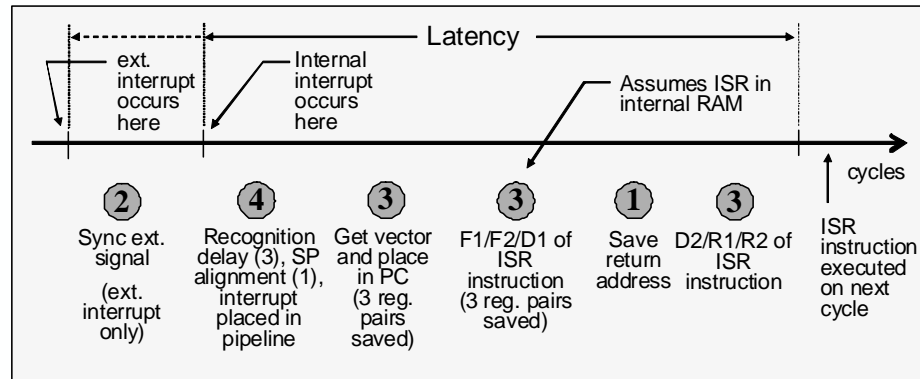 Latency
ext.
interrupt
occurs
here
Internal
interrupt
occurs
here
Assumes ISR in
internal RAM
cycles
2
Sync ext.
signal
(ext.
interrupt
only)
4
Recognition
delay (3), SP
alignment (1),
interrupt
placed in
pipeline
3
Get vector
and place
in PC
(3 reg.
pairs
saved)
3
F1/F2/D1 of
ISR
instruction
(3 reg. pairs
saved)
1
Save
return
address
3
D2/R1/R2 of
ISR
instruction
ISR
instruction
executed
on next
cycle